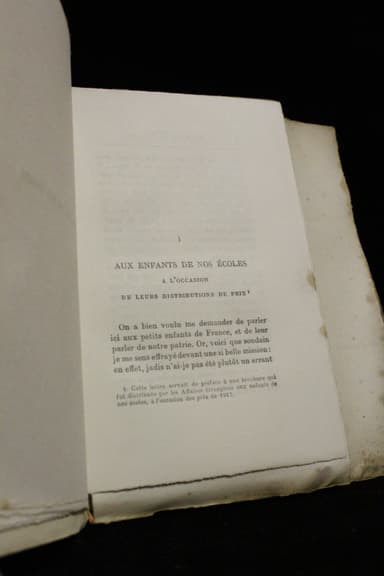 I
AUX ENFANTS DE NOS ÉCOLES
A L'OCCASION
DE LEURS DISTRIBUTIONS DE PRIX¹
On a bien voulu me demander de parler
ici aux petits enfants de France, et de leur
parler de notre patrie. Or, voici que soudain
je me sens effrayé devant une si belle mission:
en effet, jadis n'ai-je pas été plutôt un errant
1. Cette lettre servait de préface à une brochure qui
fut distribuée par les Affaires étrangères aux enfants de
nos écoles, à l'occasion des prix de 1917.